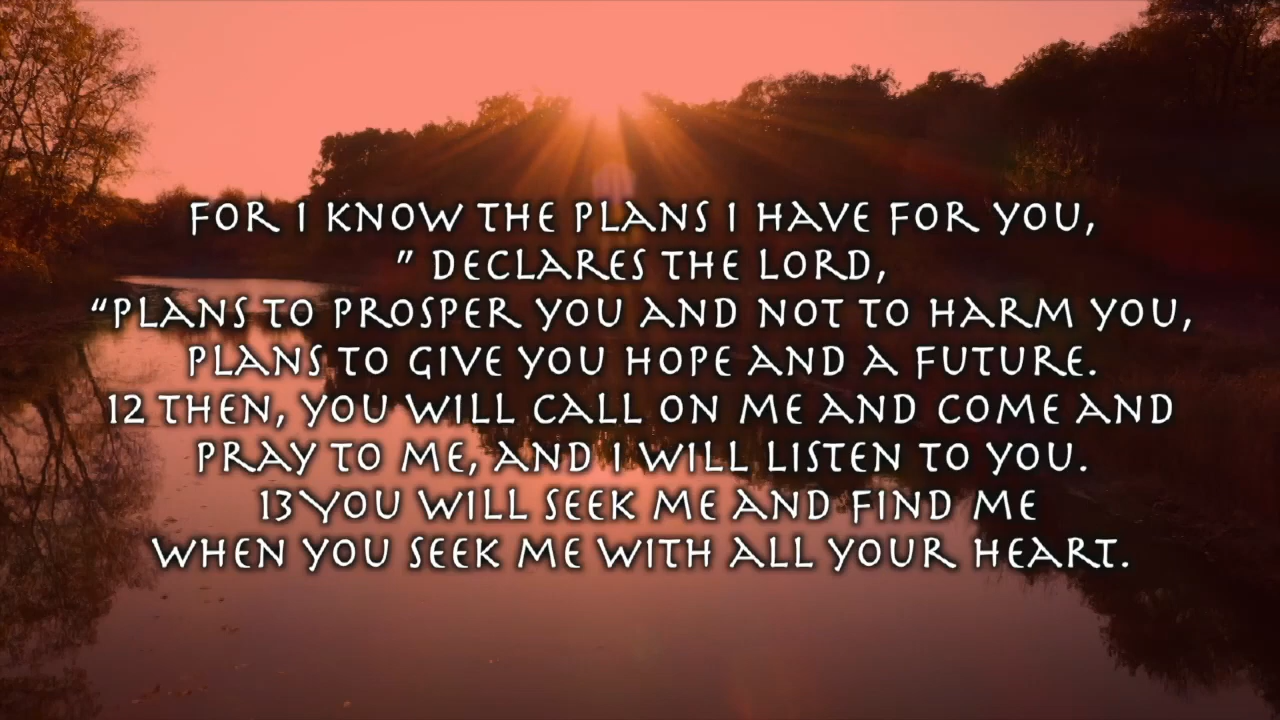 FOR I KNOW THE PLANS I HAVE FOR YOU,
” DECLARES THE LORD,
“PLANS TO PROSPER YOU AND NOT TO HARM YOU,
PLANS TO GIVE YOU HOPE AND A FUTURE.
12 THEN, YOU WILL CALL ON ME AND COME AND
PRAY TO ME, AND I WILL LISTEN TO YOU.
13 YOU WILL SEEK ME AND FIND ME
WHEN YOU SEEK ME WITH ALL YOUR HEART.